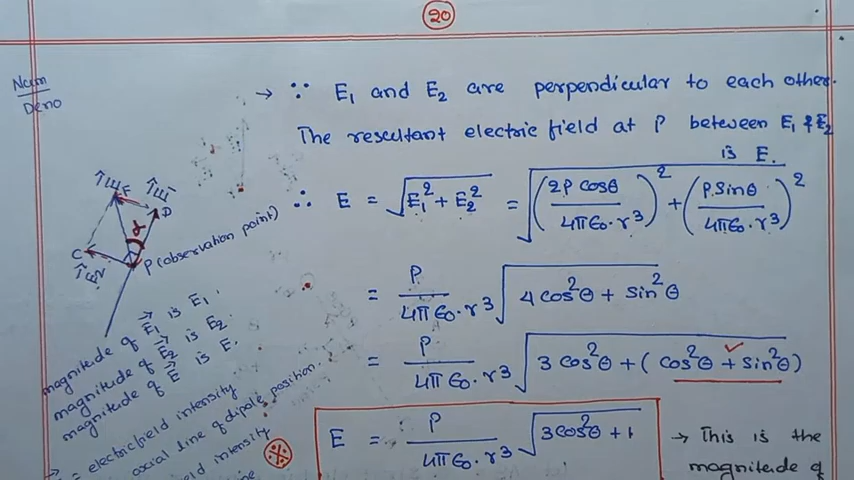 20
Num
Deno
→ ∵ E₁ and E₂ are perpendicular to each other.
The resultant electric field at P between E₁ & E₂
is E.
∴ E = √(E₁² + E₂²) = √((2P cosθ / 4πε₀·r³)² + (P sinθ / 4πε₀·r³)²)
= P / 4πε₀·r³ √(4cos²θ + sin²θ)
= P / 4πε₀·r³ √(3cos²θ + (cos²θ + sin²θ))
E = P / 4πε₀·r³ √(3cos²θ + 1)
→ This is the
magnitude of
F
D
α
C
E₂
P (observation point)
magnitude of E₁ is E₁.
magnitude of E₂ is E₂.
magnitude of E is E.
= electric field intensity
axial line of dipole position.
intensity